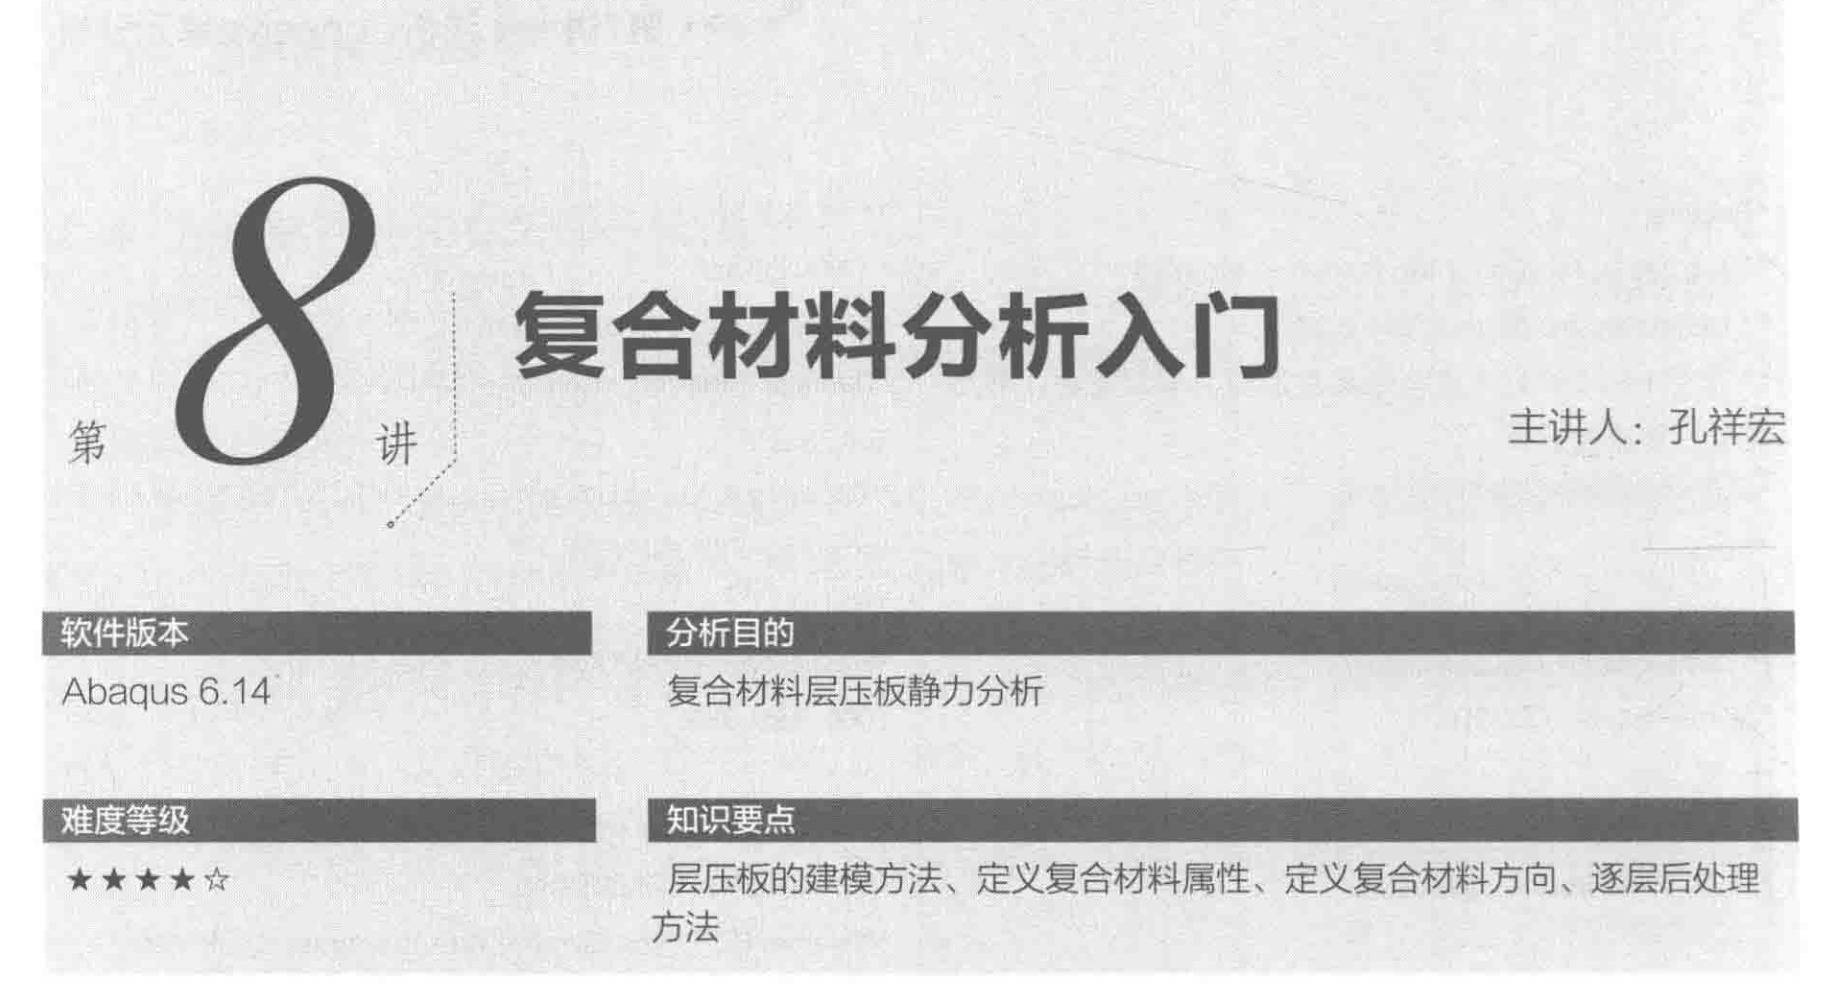 第8讲
复合材料分析入门
主讲人：孔祥宏
软件版本
Abaqus 6.14
分析目的
复合材料层压板静力分析
难度等级
★★★★☆
知识要点
层压板的建模方法、定义复合材料属性、定义复合材料方向、逐层后处理
方法